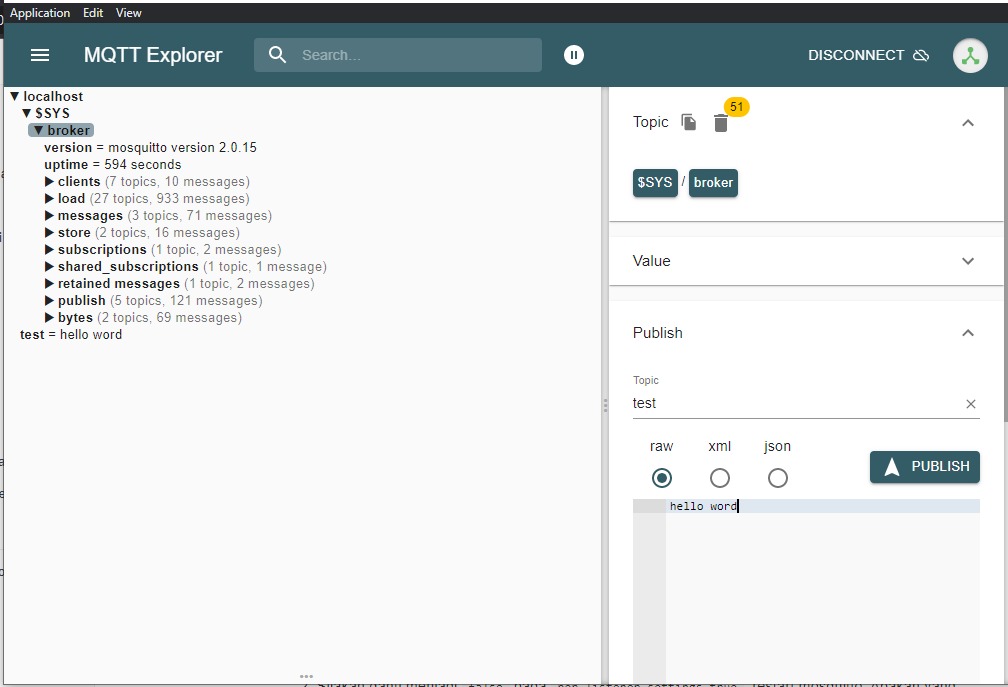 Application Edit View
MQTT Explorer
Search...
DISCONNECT
localhost
$SYS
broker
version = mosquitto version 2.0.15
uptime = 594 seconds
clients (7 topics, 10 messages)
load (27 topics, 933 messages)
messages (3 topics, 71 messages)
store (2 topics, 16 messages)
subscriptions (1 topic, 2 messages)
shared_subscriptions (1 topic, 1 message)
retained messages (1 topic, 2 messages)
publish (5 topics, 121 messages)
bytes (2 topics, 69 messages)
test = hello word
51
Topic
$SYS / broker
Value
Publish
Topic
test
raw xml json
PUBLISH
hello word